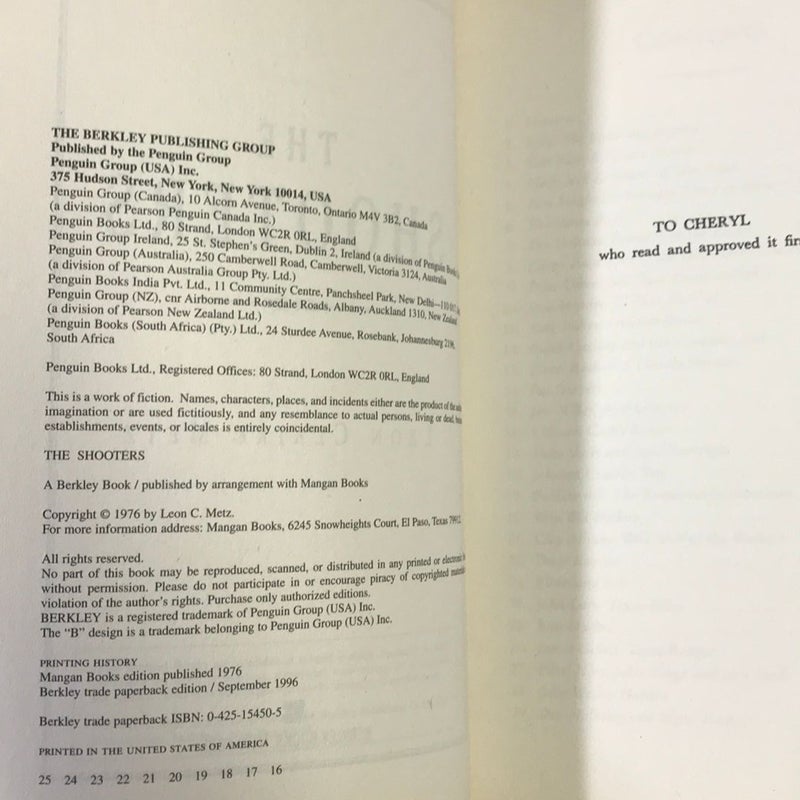 THE BERKLEY PUBLISHING GROUP
Published by the Penguin Group
Penguin Group (USA) Inc.
375 Hudson Street, New York, New York 10014, USA
Penguin Group (Canada), 10 Alcorn Avenue, Toronto, Ontario M4V 3B2, Canada
(a division of Pearson Penguin Canada Inc.)
Penguin Books Ltd., 80 Strand, London WC2R 0RL, England
Penguin Group Ireland, 25 St. Stephen's Green, Dublin 2, Ireland (a division of Penguin
Penguin Group (Australia), 250 Camberwell Road, Camberwell, Victoria 3124, Australia
(a division of Pearson Australia Group Pty. Ltd.)
Penguin Books India Pvt. Ltd., 11 Community Centre, Panchsheel Park, New Delhi—
Penguin Group (NZ), cnr Airborne and Rosedale Roads, Albany, Auckland 1310, New Zealand
(a division of Pearson New Zealand Ltd.)
Penguin Books (South Africa) (Pty.) Ltd., 24 Sturdee Avenue, Rosebank, Johannesburg
South Africa
Penguin Books Ltd., Registered Offices: 80 Strand, London WC2R 0RL, England
This is a work of fiction. Names, characters, places, and incidents either are the product of
imagination or are used fictitiously, and any resemblance to actual persons, living or dead,
establishments, events, or locales is entirely coincidental.
THE SHOOTERS
A Berkley Book / published by arrangement with Mangan Books
Copyright © 1976 by Leon C. Metz.
For more information address: Mangan Books, 6245 Snowheights Court, El Paso, Texas
All rights reserved.
No part of this book may be reproduced, scanned, or distributed in any printed or electronic
without permission. Please do not participate in or encourage piracy of copyrighted
violation of the author's rights. Purchase only authorized editions.
BERKLEY is a registered trademark of Penguin Group (USA) Inc.
The "B" design is a trademark belonging to Penguin Group (USA) Inc.
PRINTING HISTORY
Mangan Books edition published 1976
Berkley trade paperback edition / September 1996
Berkley trade paperback ISBN: 0-425-15450-5
PRINTED IN THE UNITED STATES OF AMERICA
25 24 23 22 21 20 19 18 17 16
TO CHERYL
who read and approved it